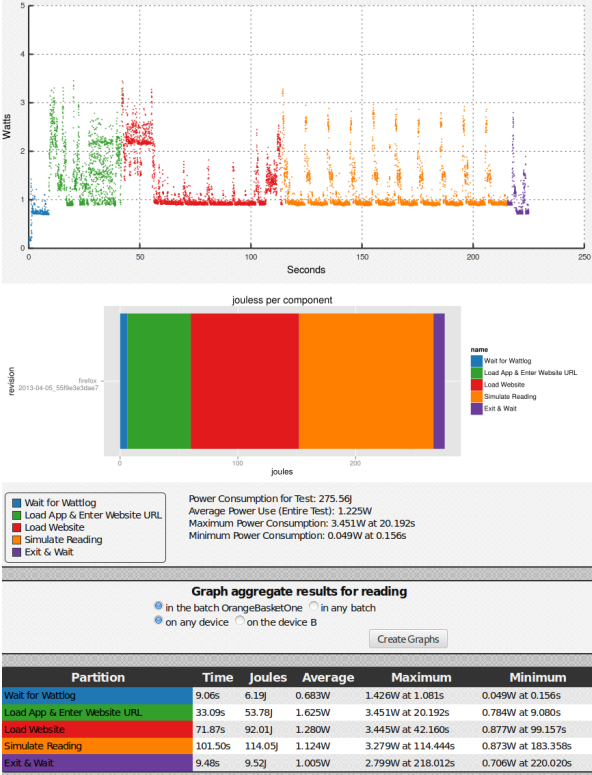 5
4
3
2
1
0
Watts
0 50 100 150 200 250
Seconds
jouless per component
revision
firefox
2013-04-05_55f9e3e3dae7
0 100 200
joules
name
Wait for Wattlog
Load App & Enter Website URL
Load Website
Simulate Reading
Exit & Wait
Wait for Wattlog
Load App & Enter Website URL
Load Website
Simulate Reading
Exit & Wait
Power Consumption for Test: 275.56J
Average Power Use (Entire Test): 1.225W
Maximum Power Consumption: 3.451W at 20.192s
Minimum Power Consumption: 0.049W at 0.156s
Graph aggregate results for reading
in the batch OrangeBasketOne in any batch
on any device on the device B
Create Graphs
Partition Time Joules Average Maximum Minimum
Wait for Wattlog 9.06s 6.19J 0.683W 1.426W at 1.081s 0.049W at 0.156s
Load App & Enter Website URL 33.09s 53.78J 1.625W 3.451W at 20.192s 0.784W at 9.080s
Load Website 71.87s 92.01J 1.280W 3.445W at 42.160s 0.877W at 99.157s
Simulate Reading 101.50s 114.05J 1.124W 3.279W at 114.444s 0.873W at 183.358s
Exit & Wait 9.48s 9.52J 1.005W 2.799W at 218.012s 0.706W at 220.020s